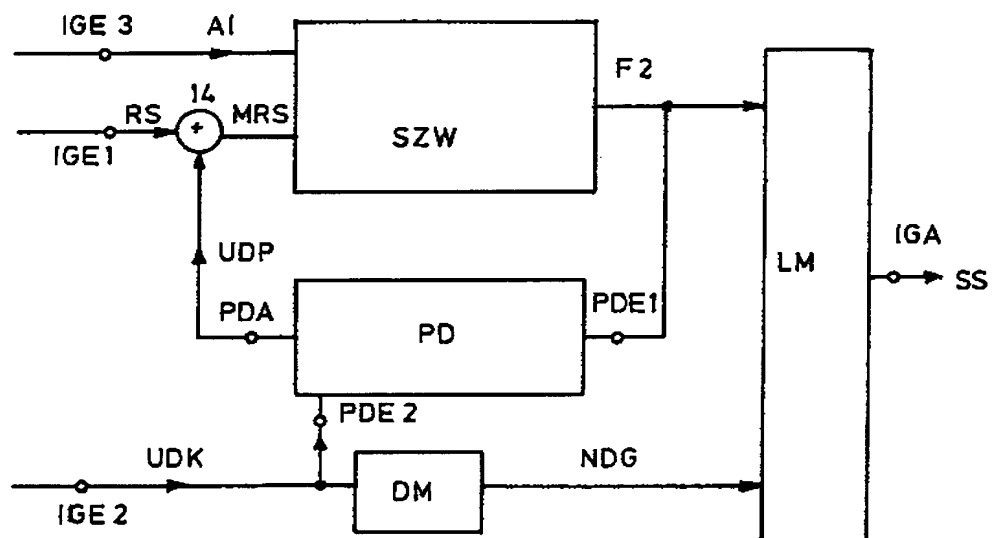 IGE 3 AI
F2
14
RS + MRS
IGE1
SZW
IGA
UDP
LM
SS
PDA PD PDE1
PDE 2
UDK NDG
DM
IGE 2